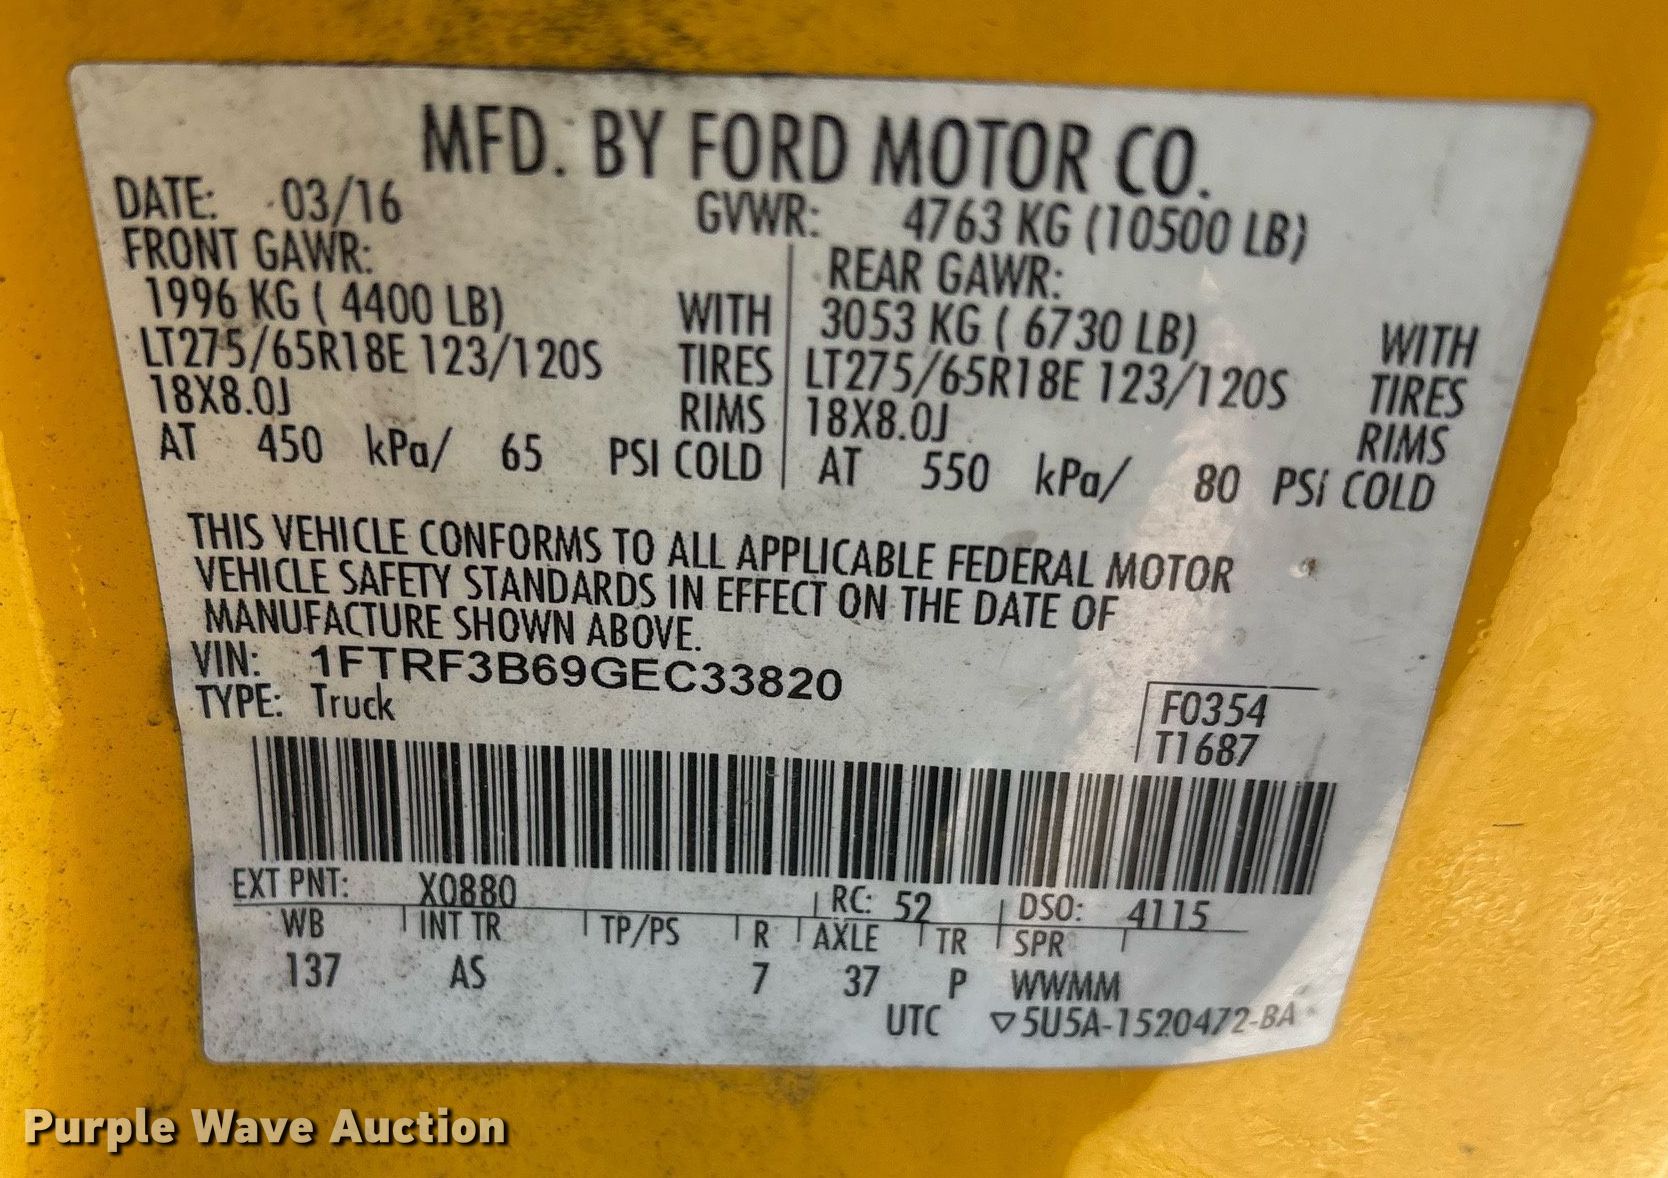 MFD. BY FORD MOTOR CO.
DATE: 03/16 GVWR: 4763 KG (10500 LB)
FRONT GAWR: REAR GAWR:
1996 KG ( 4400 LB) WITH 3053 KG ( 6730 LB) WITH
LT275/65R18E 123/120S TIRES LT275/65R18E 123/120S TIRES
18X8.0J RIMS 18X8.0J RIMS
AT 450 kPa/ 65 PSI COLD AT 550 kPa/ 80 PSi COLD
THIS VEHICLE CONFORMS TO ALL APPLICABLE FEDERAL MOTOR
VEHICLE SAFETY STANDARDS IN EFFECT ON THE DATE OF
MANUFACTURE SHOWN ABOVE.
VIN: 1FTRF3B69GEC33820
TYPE: Truck
F0354
T1687
EXT PNT: X0880 RC: 52 DSO: 4115
WB INT TR TP/PS R AXLE TR SPR
137 AS 7 37 P WWMM
UTC ▽5U5A-1520472-BA
Purple Wave Auction